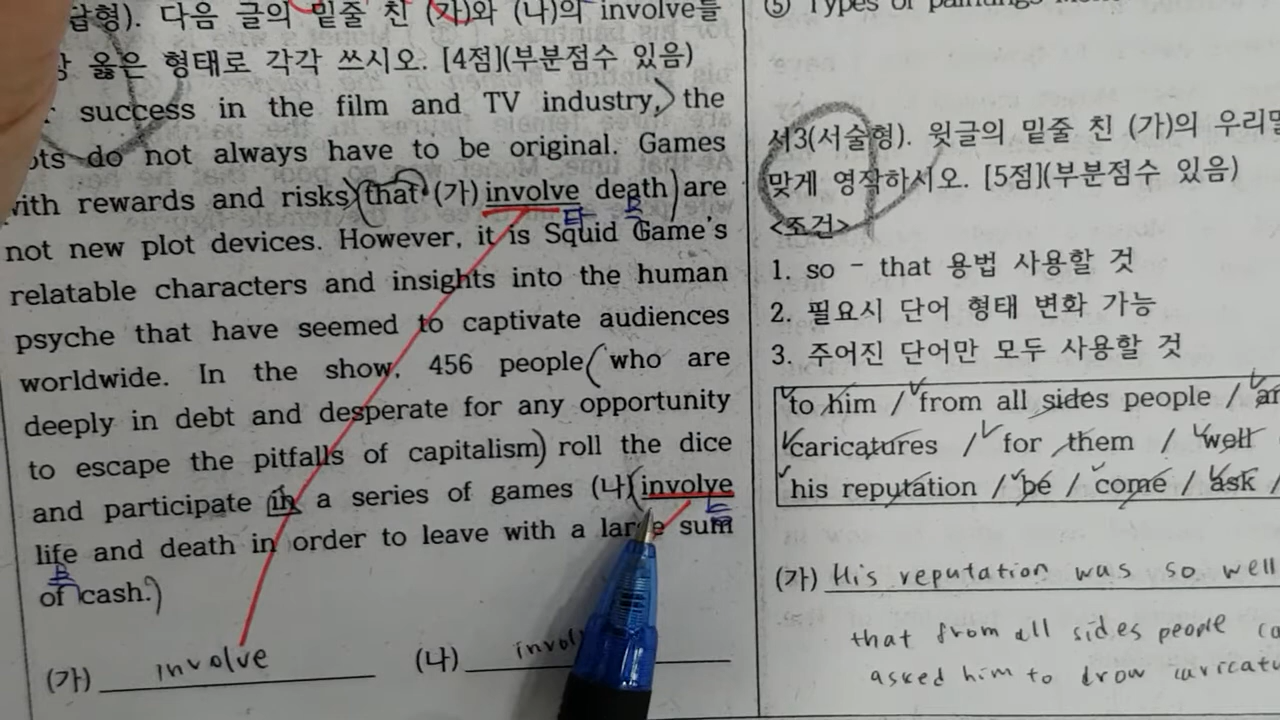 답형). 다음 글의 밑줄 친 (가)와 (나)의 involve를
옳은 형태로 각각 쓰시오. [4점](부분점수 있음)
success in the film and TV industry, the
do not always have to be original. Games
with rewards and risks that (가) involve death are
not new plot devices. However, it is Squid Game's
relatable characters and insights into the human
psyche that have seemed to captivate audiences
worldwide. In the show, 456 people who are
deeply in debt and desperate for any opportunity
to escape the pitfalls of capitalism roll the dice
and participate in a series of games (나) involve
life and death in order to leave with a large sum
of cash.
(가) involve (나)
⑤ Types of paintings
서3(서술형). 윗글의 밑줄 친 (가)의 우리말
맞게 영작하시오. [5점](부분점수 있음)
<조건>
1. so - that 용법 사용할 것
2. 필요시 단어 형태 변화 가능
3. 주어진 단어만 모두 사용할 것
to him / from all sides people /
caricatures / for them / well
his reputation / be / come / ask /
(가) His reputation was so well
that from all sides people
asked him to drow